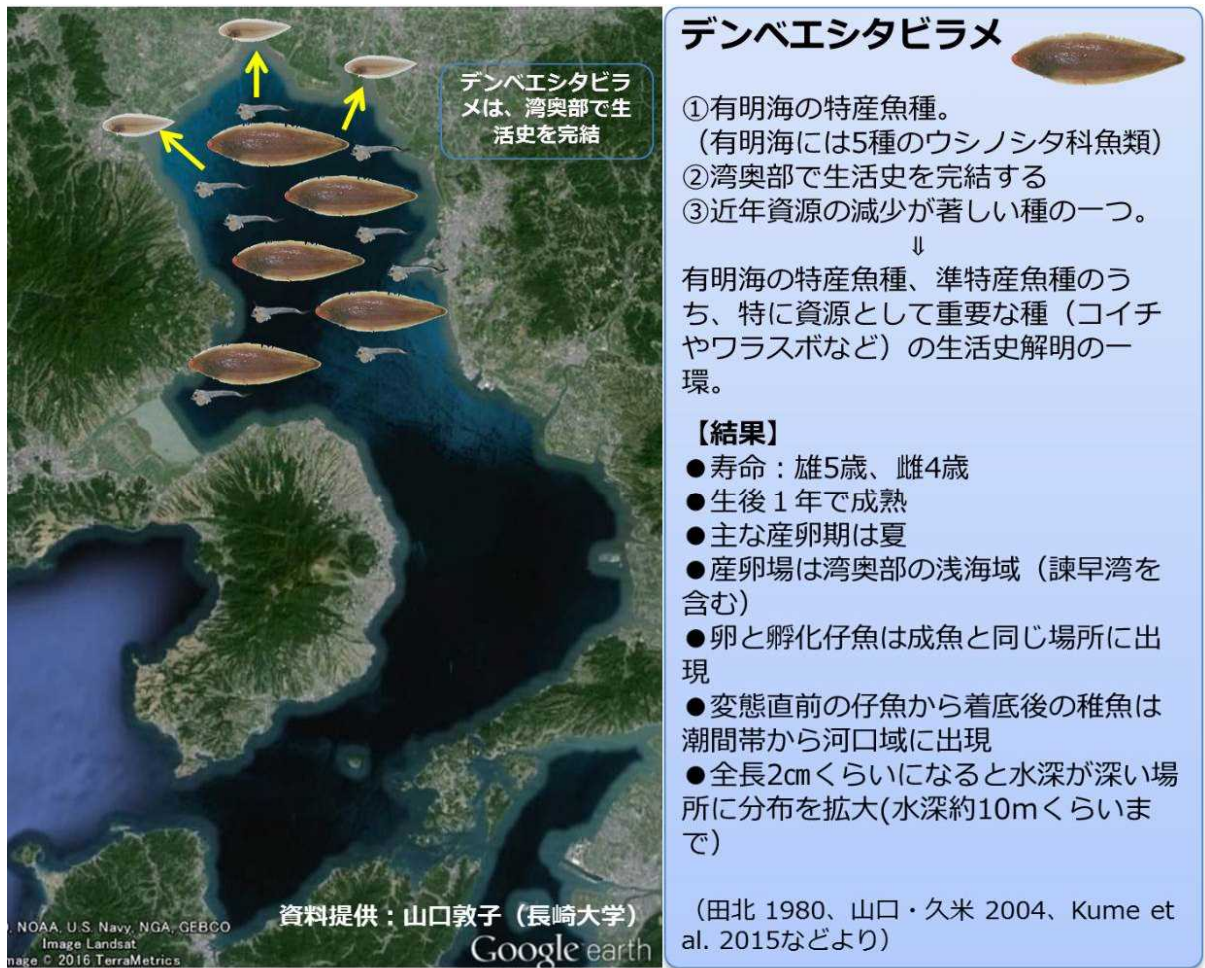 デンベエシタビラ
メは、湾奥部で生
活史を完結
資料提供：山口敦子（長崎大学）
, NOAA, U.S. Navy, NGA, GEBCO
Image Landsat
mage © 2016 TerraMetrics
Google earth
デンベエシタビラメ
①有明海の特産魚種。
（有明海には5種のウシノシタ科魚類）
②湾奥部で生活史を完結する
③近年資源の減少が著しい種の一つ。
⇓
有明海の特産魚種、準特産魚種のう
ち、特に資源として重要な種（コイチ
やワラスボなど）の生活史解明の一
環。
【結果】
●寿命：雄5歳、雌4歳
●生後１年で成熟
●主な産卵期は夏
●産卵場は湾奥部の浅海域（諫早湾を
含む）
●卵と孵化仔魚は成魚と同じ場所に出
現
●変態直前の仔魚から着底後の稚魚は
潮間帯から河口域に出現
●全長2㎝くらいになると水深が深い場
所に分布を拡大(水深約10mくらいま
で）
（田北 1980、山口・久米 2004、Kume et
al. 2015などより）